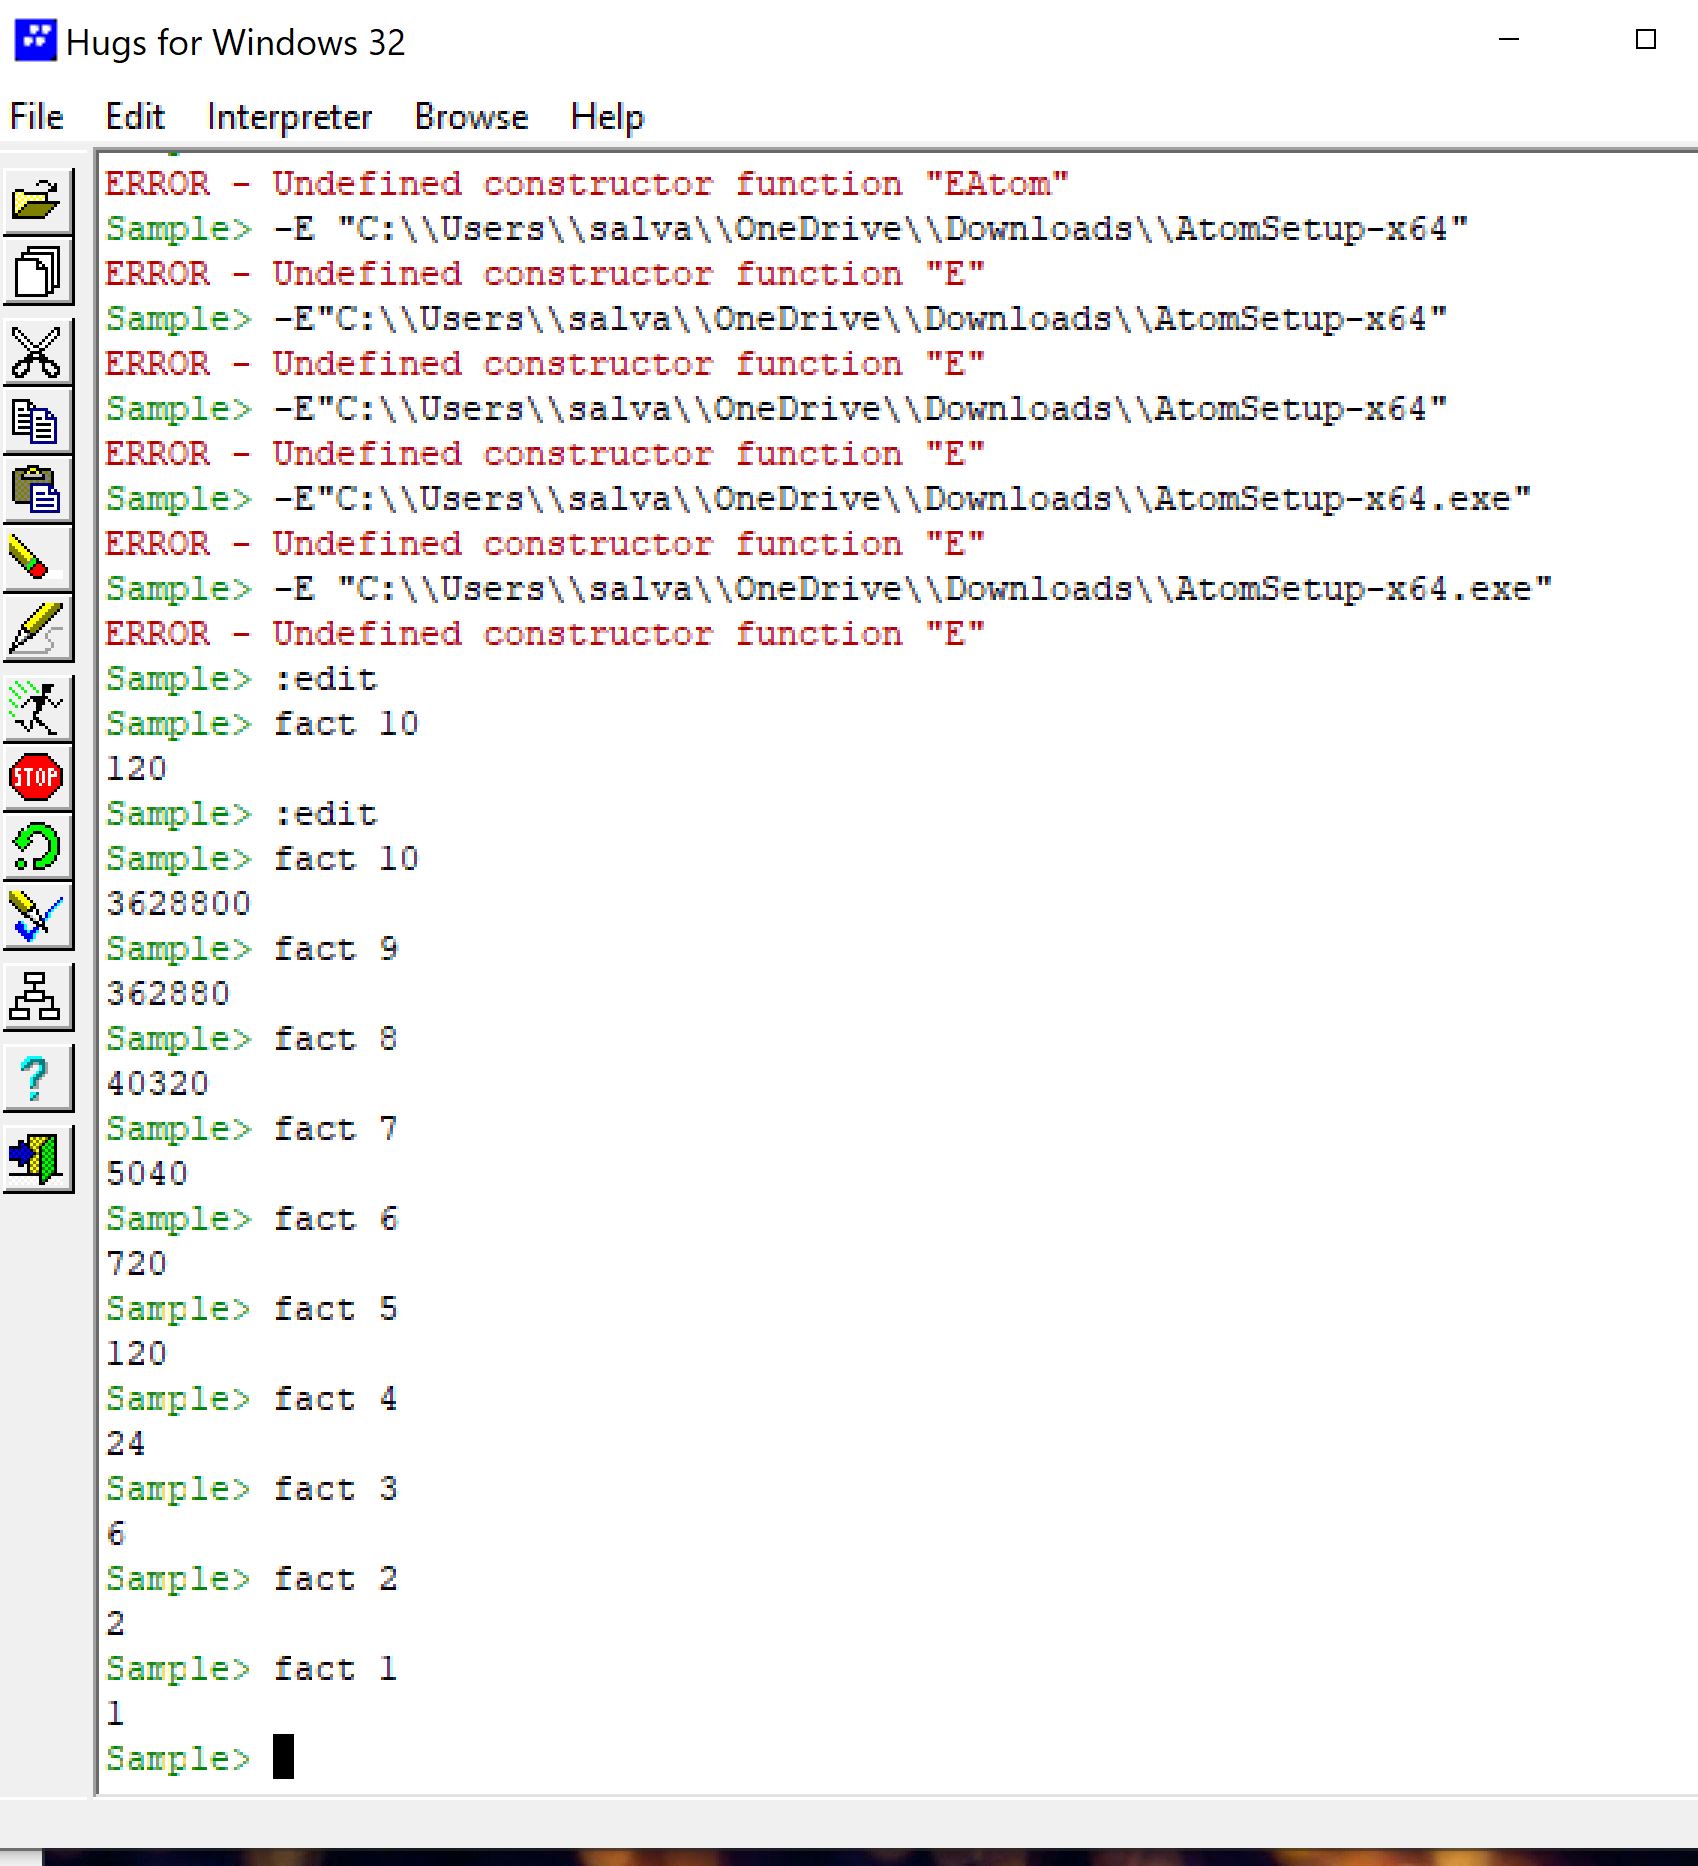 Hugs for Windows 32
File Edit Interpreter Browse Help
ERROR - Undefined constructor function "EAtom"
Sample> -E "C:\\Users\\salva\\OneDrive\\Downloads\\AtomSetup-x64"
ERROR - Undefined constructor function "E"
Sample> -E"C:\\Users\\salva\\OneDrive\\Downloads\\AtomSetup-x64"
ERROR - Undefined constructor function "E"
Sample> -E"C:\\Users\\salva\\OneDrive\\Downloads\\AtomSetup-x64"
ERROR - Undefined constructor function "E"
Sample> -E"C:\\Users\\salva\\OneDrive\\Downloads\\AtomSetup-x64.exe"
ERROR - Undefined constructor function "E"
Sample> -E "C:\\Users\\salva\\OneDrive\\Downloads\\AtomSetup-x64.exe"
ERROR - Undefined constructor function "E"
Sample> :edit
Sample> fact 10
120
Sample> :edit
Sample> fact 10
3628800
Sample> fact 9
362880
Sample> fact 8
40320
Sample> fact 7
5040
Sample> fact 6
720
Sample> fact 5
120
Sample> fact 4
24
Sample> fact 3
6
Sample> fact 2
2
Sample> fact 1
1
Sample>
STOP